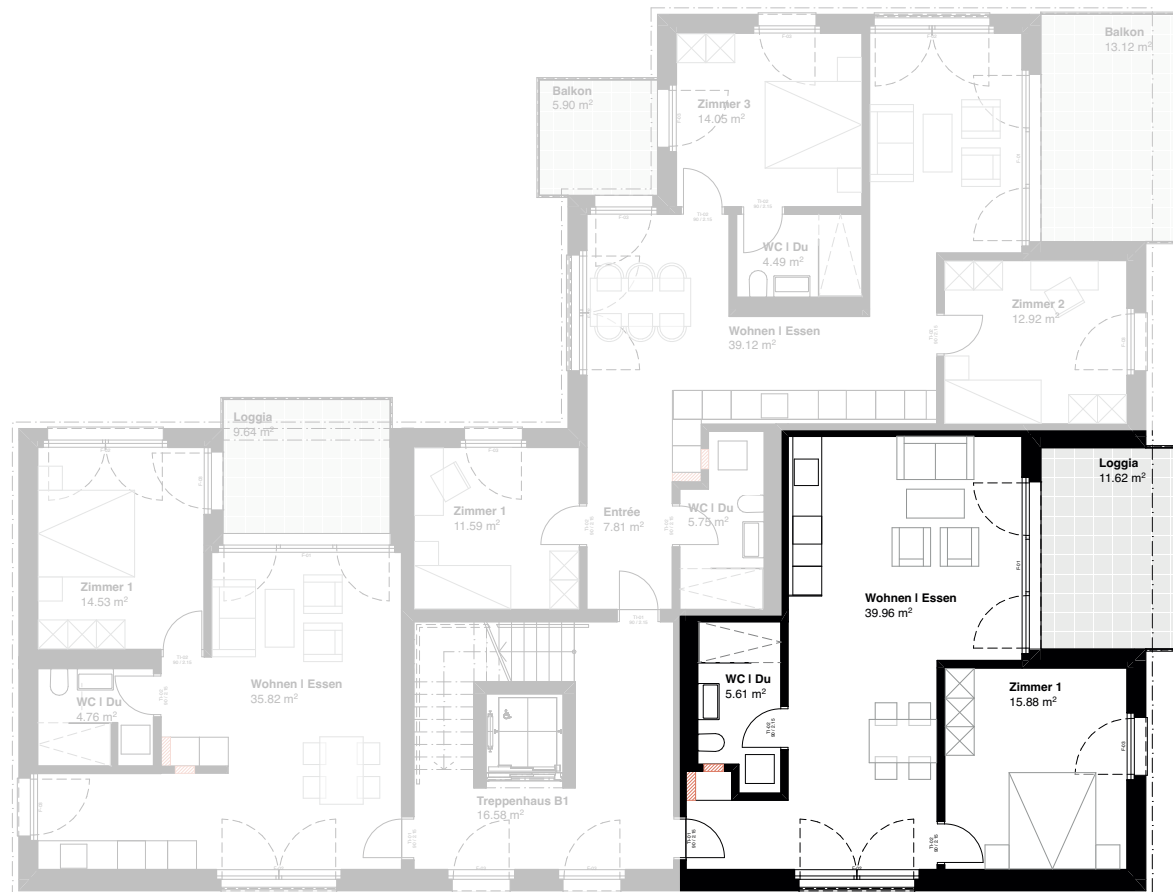 Balkon
13.12 m²
Balkon
5.90 m²
Zimmer 3
14.05 m²
WC I Du
4.49 m²
Zimmer 2
12.92 m²
Wohnen I Essen
39.12 m²
Loggia
9.64 m²
Loggia
11.62 m²
Zimmer 1
11.59 m²
Entrée
7.81 m²
WC I Du
5.75 m²
Zimmer 1
14.53 m²
Wohnen I Essen
39.96 m²
WC I Du
4.76 m²
Wohnen I Essen
35.82 m²
WC I Du
5.61 m²
Zimmer 1
15.88 m²
Treppenhaus B1
16.58 m²